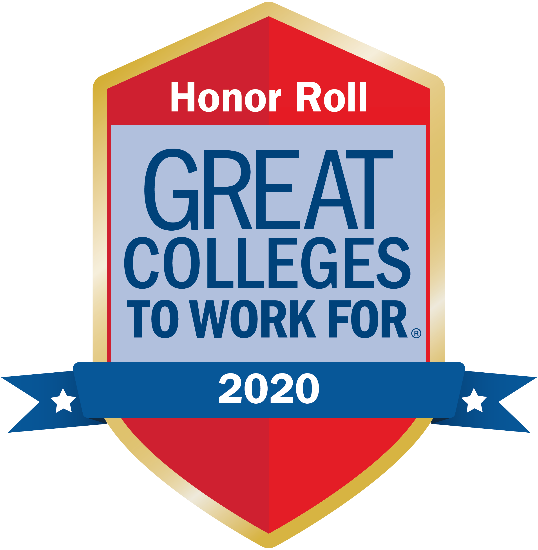 Honor Roll
GREAT
COLLEGES
TO WORK FOR®
2020